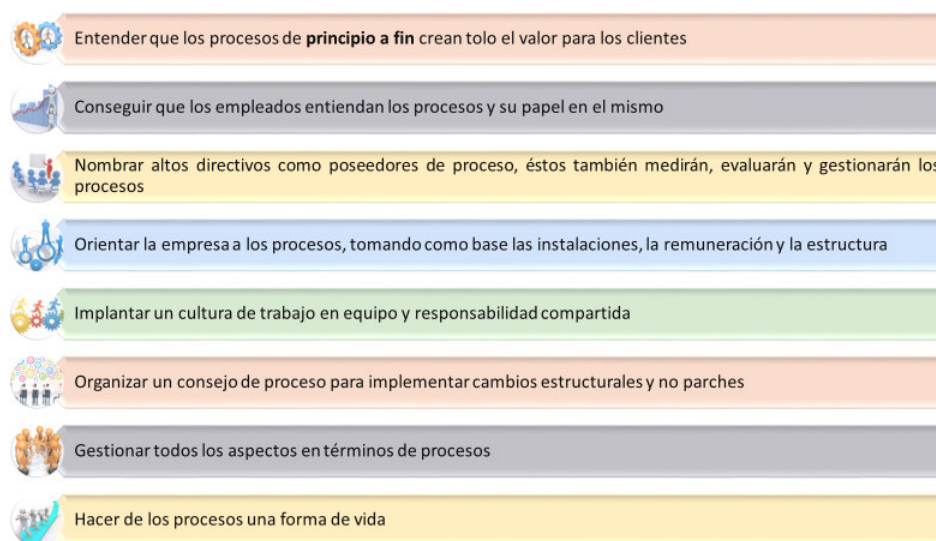 Entender que los procesos de principio a fin crean tolo el valor para los clientes
Conseguir que los empleados entiendan los procesos y su papel en el mismo
Nombrar altos directivos como poseedores de proceso, éstos también medirán, evaluarán y gestionarán los
procesos
Orientar la empresa a los procesos, tomando como base las instalaciones, la remuneración y la estructura
Implantar un cultura de trabajo en equipo y responsabilidad compartida
Organizar un consejo de proceso para implementar cambios estructurales y no parches
Gestionar todos los aspectos en términos de procesos
Hacer de los procesos una forma de vida